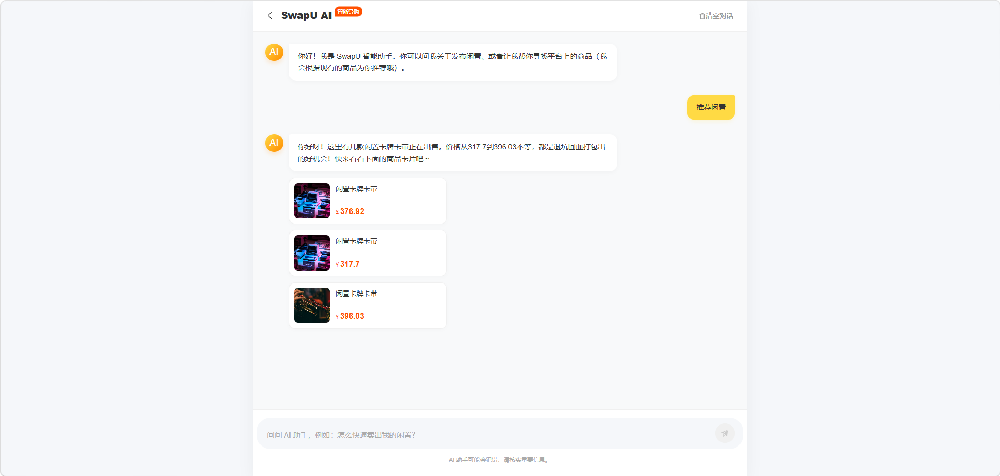 SwapU AI 智能导购
清空对话
AI
你好！我是 SwapU 智能助手。你可以问我关于发布闲置、或者让我帮你寻找平台上的商品（我
会根据现有的商品为你推荐哦）。
推荐闲置
AI
你好呀！这里有几款闲置卡牌卡带正在出售，价格从317.7到396.03不等，都是退坑回血打包出
的好机会！快来看看下面的商品卡片吧～
闲置卡牌卡带
¥376.92
闲置卡牌卡带
¥317.7
闲置卡牌卡带
¥396.03
问问 AI 助手，例如：怎么快速卖出我的闲置？
AI 助手可能会犯错，请核实重要信息。